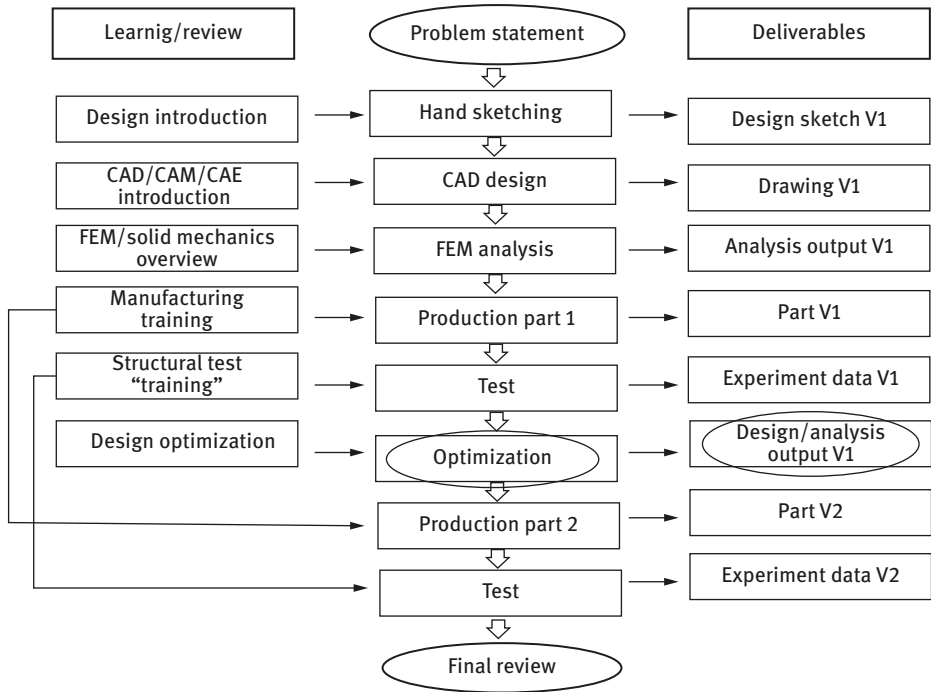 Learnig/review
Problem statement
Deliverables
Design introduction
Hand sketching
Design sketch V1
CAD/CAM/CAE
introduction
CAD design
Drawing V1
FEM/solid mechanics
overview
FEM analysis
Analysis output V1
Manufacturing
training
Production part 1
Part V1
Structural test
“training”
Test
Experiment data V1
Design optimization
Optimization
Design/analysis
output V1
Production part 2
Part V2
Test
Experiment data V2
Final review